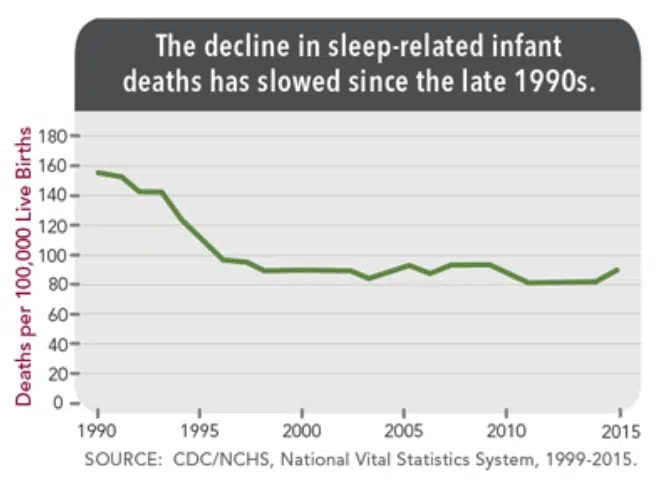 The decline in sleep-related infant
deaths has slowed since the late 1990s.
Deaths per 100,000 Live Births
180
160
140
120
100
80
60
40
20
0
1990 1995 2000 2005 2010 2015
SOURCE: CDC/NCHS, National Vital Statistics System, 1999-2015.